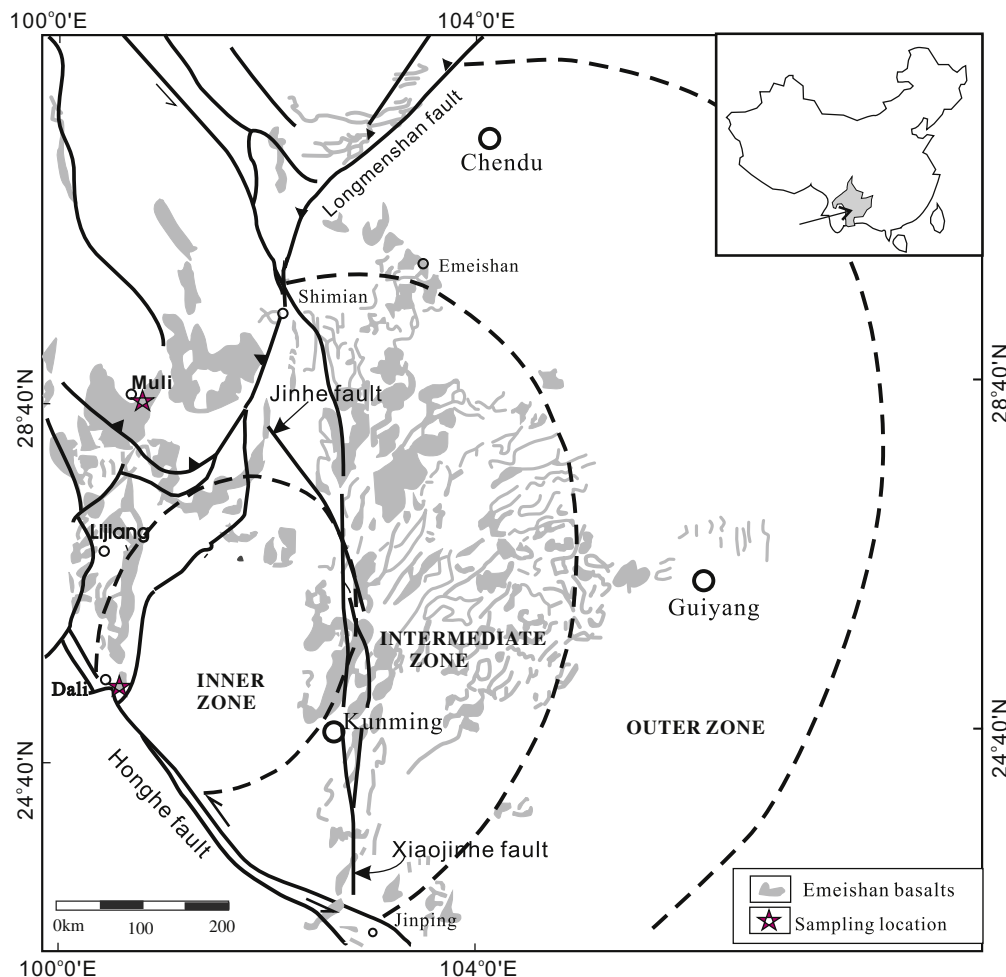 100°0'E
104°0'E
Longmenshan fault
Chendu
Emeishan
Shimian
28°40'N
28°40'N
Muli
Jinhe fault
Lijiang
Guiyang
INTERMEDIATE
ZONE
INNER
ZONE
Dali
Kunming
OUTER ZONE
24°40'N
24°40'N
Honghe fault
Xiaojinhe fault
Emeishan basalts
Sampling location
0km
100
200
Jinping
100°0'E
104°0'E